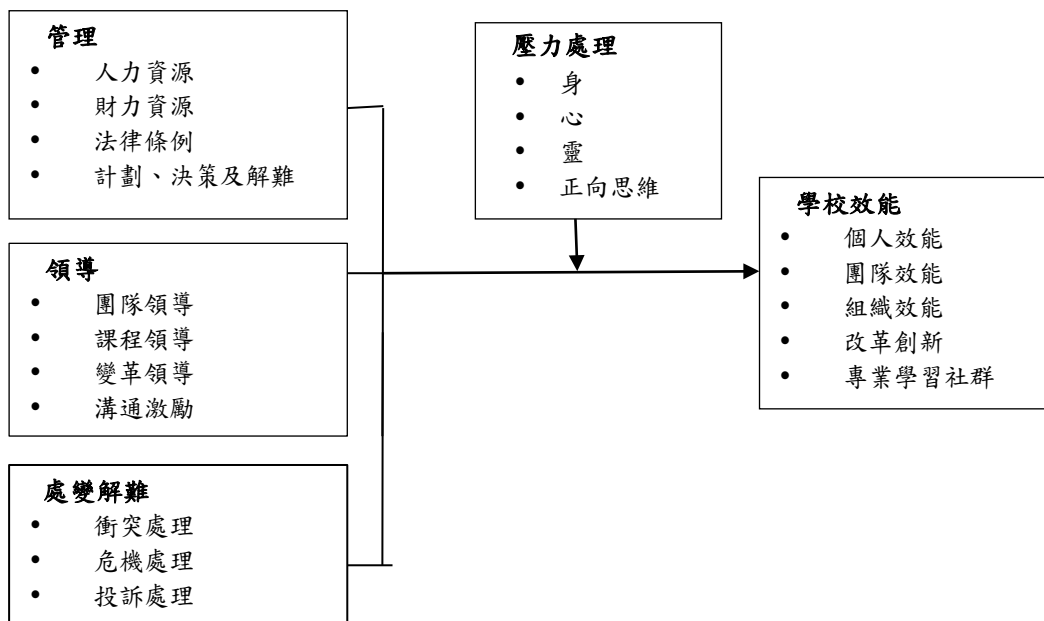 管理
• 人力資源
• 財力資源
• 法律條例
• 計劃、決策及解難
領導
• 團隊領導
• 課程領導
• 變革領導
• 溝通激勵
處變解難
• 衝突處理
• 危機處理
• 投訴處理
壓力處理
• 身
• 心
• 靈
• 正向思維
學校效能
• 個人效能
• 團隊效能
• 組織效能
• 改革創新
• 專業學習社群